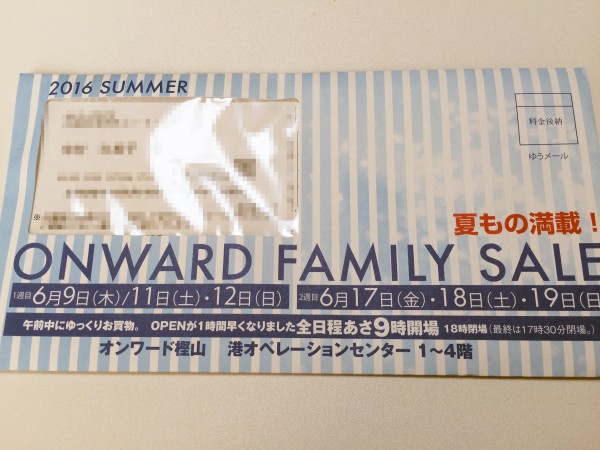 2016 SUMMER
料金後納
ゆうメール
※
夏もの満載!
ONWARD FAMILY SALE
1週目6月9日(木)/11日(土)・12日(日) 2週目6月17日(金)・18日(土)・19日(日
午前中にゆっくりお買物。 OPENが1時間早くなりました 全日程あさ9時開場 18時閉場(最終は17時30分閉場。)
オンワード樫山 港オペレーションセンター 1〜4階